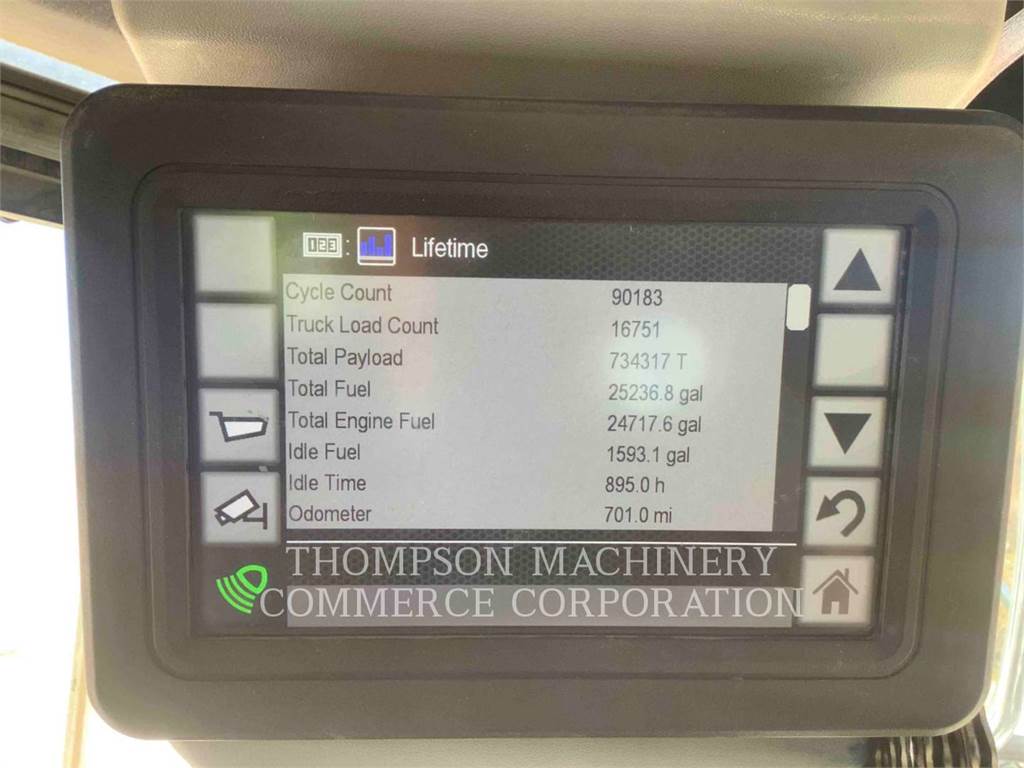 123 : Lifetime
Cycle Count 90183
Truck Load Count 16751
Total Payload 734317 T
Total Fuel 25236.8 gal
Total Engine Fuel 24717.6 gal
Idle Fuel 1593.1 gal
Idle Time 895.0 h
Odometer 701.0 mi
THOMPSON MACHINERY
COMMERCE CORPORATION